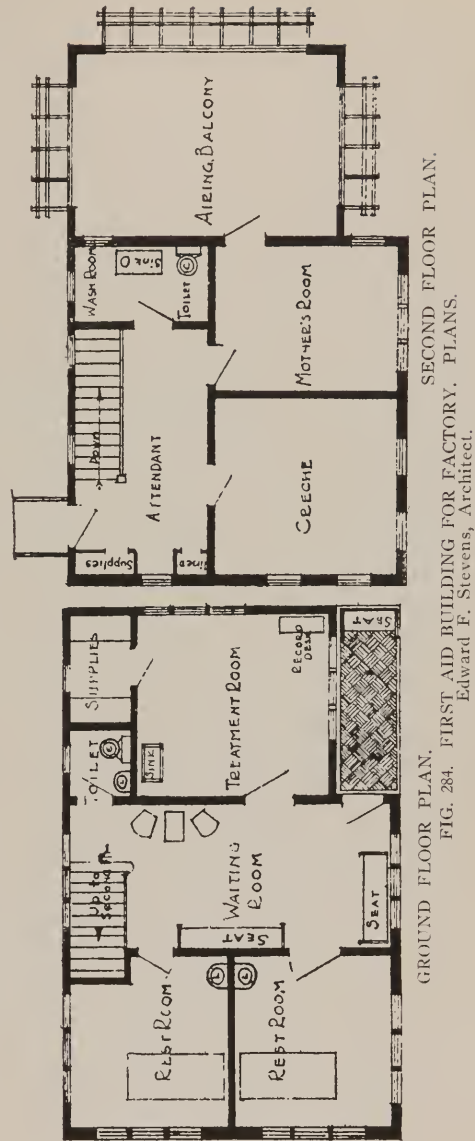 WASH ROOM
SINK
TOILET
AIRING BALCONY
DOWN
ATTENDANT
SUPPLIES
MOTHER'S ROOM
CRECHE
SECOND FLOOR PLAN.
SUPPLIES
TOILET
SINK
TREATMENT ROOM
RECORD
DESK
SEAT
Up to
Second Fl
WAITING
ROOM
SEAT
SEAT
REST ROOM
REST ROOM
GROUND FLOOR PLAN.
FIG. 284. FIRST AID BUILDING FOR FACTORY. PLANS.
Edward F. Stevens, Architect.